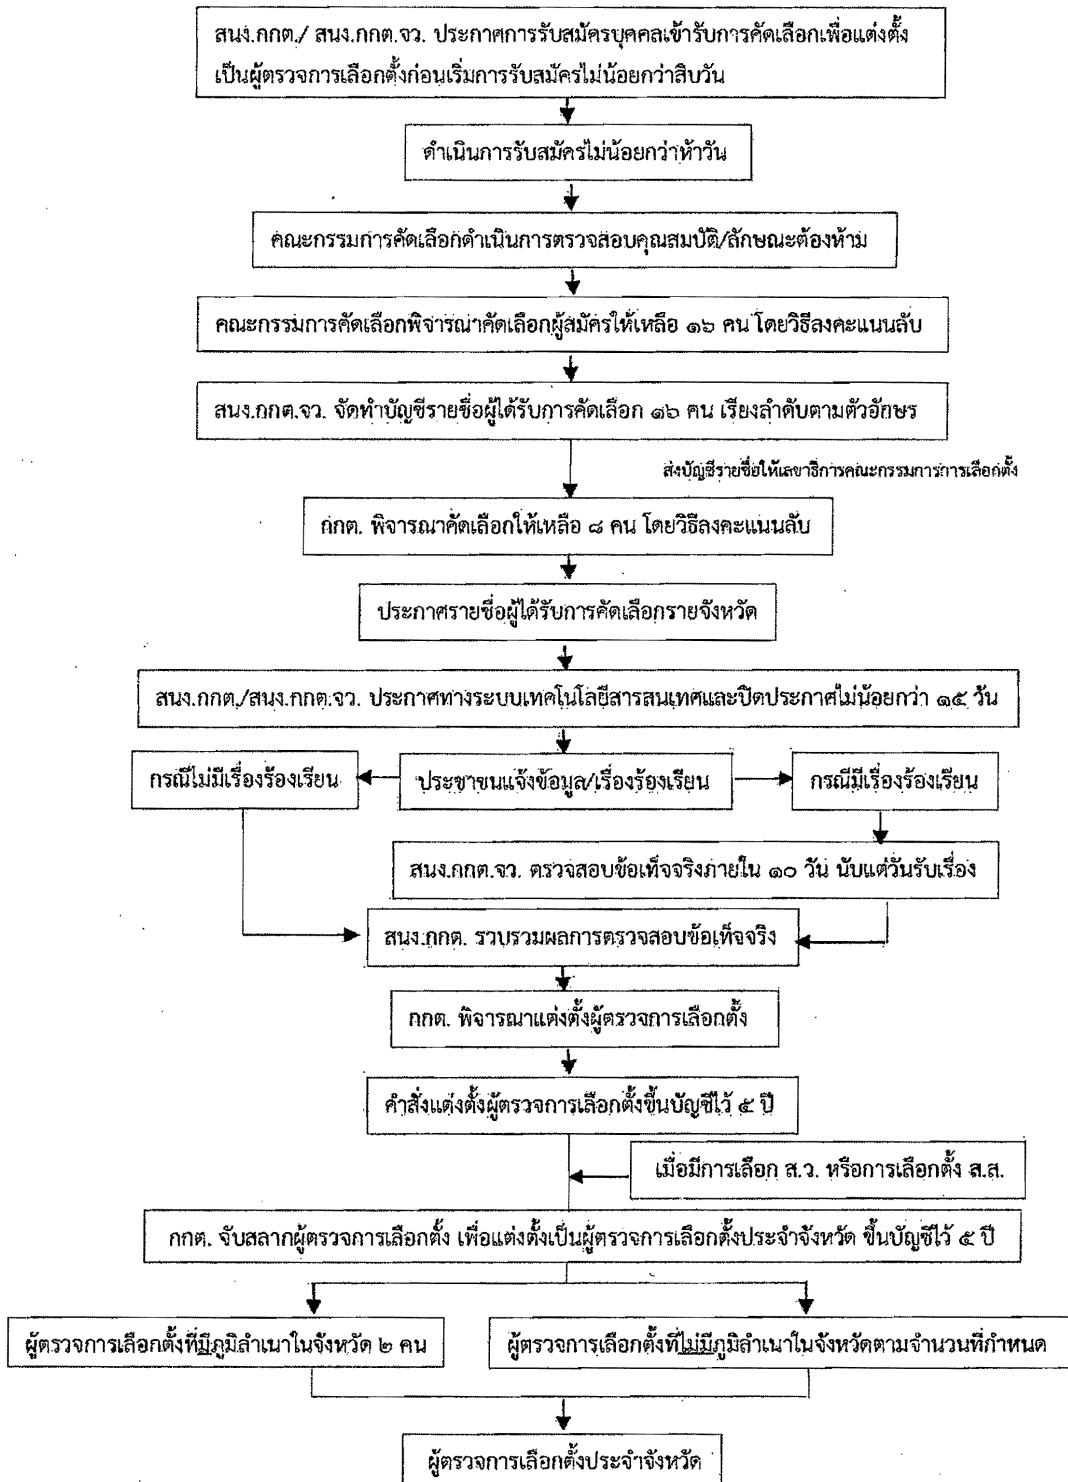 สนง.กกต./ สนง.กกต.จว. ประกาศการรับสมัครบุคคลเข้ารับการคัดเลือกเพื่อแต่งตั้ง
เป็นผู้ตรวจการเลือกตั้งก่อนเริ่มการรับสมัครไม่น้อยกว่าสิบวัน
ดำเนินการรับสมัครไม่น้อยกว่าห้าวัน
คณะกรรมการคัดเลือกดำเนินการตรวจสอบคุณสมบัติ/ลักษณะต้องห้าม
คณะกรรมการคัดเลือกพิจารณาคัดเลือกผู้สมัครให้เหลือ ๑๖ คน โดยวิธีลงคะแนนลับ
สนง.กกต.จว. จัดทำบัญชีรายชื่อผู้ได้รับการคัดเลือก ๑๖ คน เรียงลำดับตามตัวอักษร
ส่งบัญชีรายชื่อให้เลขาธิการคณะกรรมการการเลือกตั้ง
กกต. พิจารณาคัดเลือกให้เหลือ ๘ คน โดยวิธีลงคะแนนลับ
ประกาศรายชื่อผู้ได้รับการคัดเลือกรายจังหวัด
สนง.กกต./สนง.กกต.จว. ประกาศทางระบบเทคโนโลยีสารสนเทศและปิดประกาศไม่น้อยกว่า ๑๕ วัน
กรณีไม่มีเรื่องร้องเรียน ประชาชนแจ้งข้อมูล/เรื่องร้องเรียน กรณีมีเรื่องร้องเรียน
สนง.กกต.จว. ตรวจสอบข้อเท็จจริงภายใน ๑๐ วัน นับแต่วันรับเรื่อง
สนง.กกต. รวบรวมผลการตรวจสอบข้อเท็จจริง
กกต. พิจารณาแต่งตั้งผู้ตรวจการเลือกตั้ง
คำสั่งแต่งตั้งผู้ตรวจการเลือกตั้งขึ้นบัญชีไว้ ๕ ปี
เมื่อมีการเลือก ส.ว. หรือการเลือกตั้ง ส.ส.
กกต. จับสลากผู้ตรวจการเลือกตั้ง เพื่อแต่งตั้งเป็นผู้ตรวจการเลือกตั้งประจำจังหวัด ขึ้นบัญชีไว้ ๕ ปี
ผู้ตรวจการเลือกตั้งที่มีภูมิลำเนาในจังหวัด ๒ คน ผู้ตรวจการเลือกตั้งที่ไม่มีภูมิลำเนาในจังหวัดตามจำนวนที่กำหนด
ผู้ตรวจการเลือกตั้งประจำจังหวัด